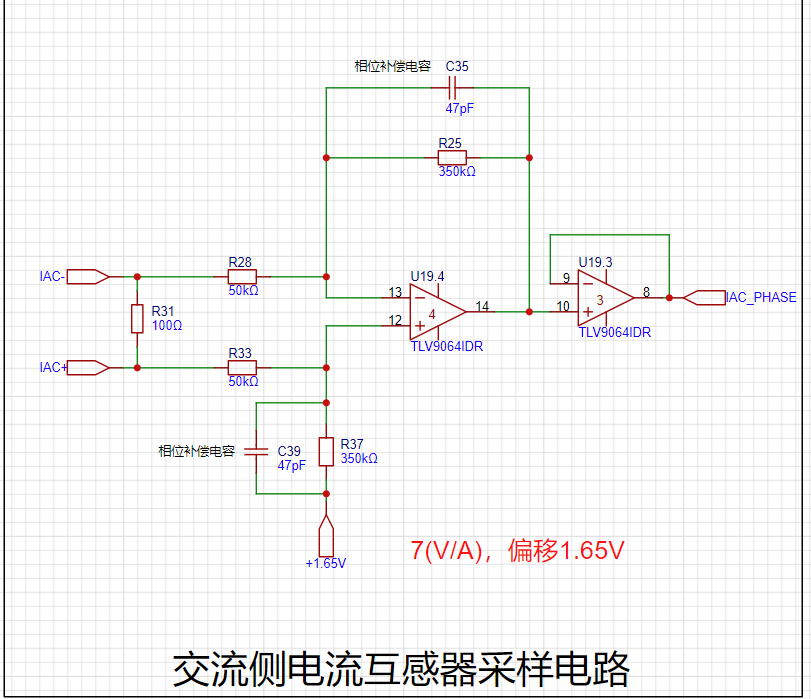 相位补偿电容 C35
47pF
R25
350kΩ
IAC-
R28
50kΩ
R31
100Ω
IAC+
R33
50kΩ
U19.4
13
12
14
4
TLV9064IDR
U19.3
9
10
8
3
TLV9064IDR
IAC_PHASE
相位补偿电容
C39
47pF
R37
350kΩ
+1.65V
7(V/A)，偏移1.65V
交流侧电流互感器采样电路